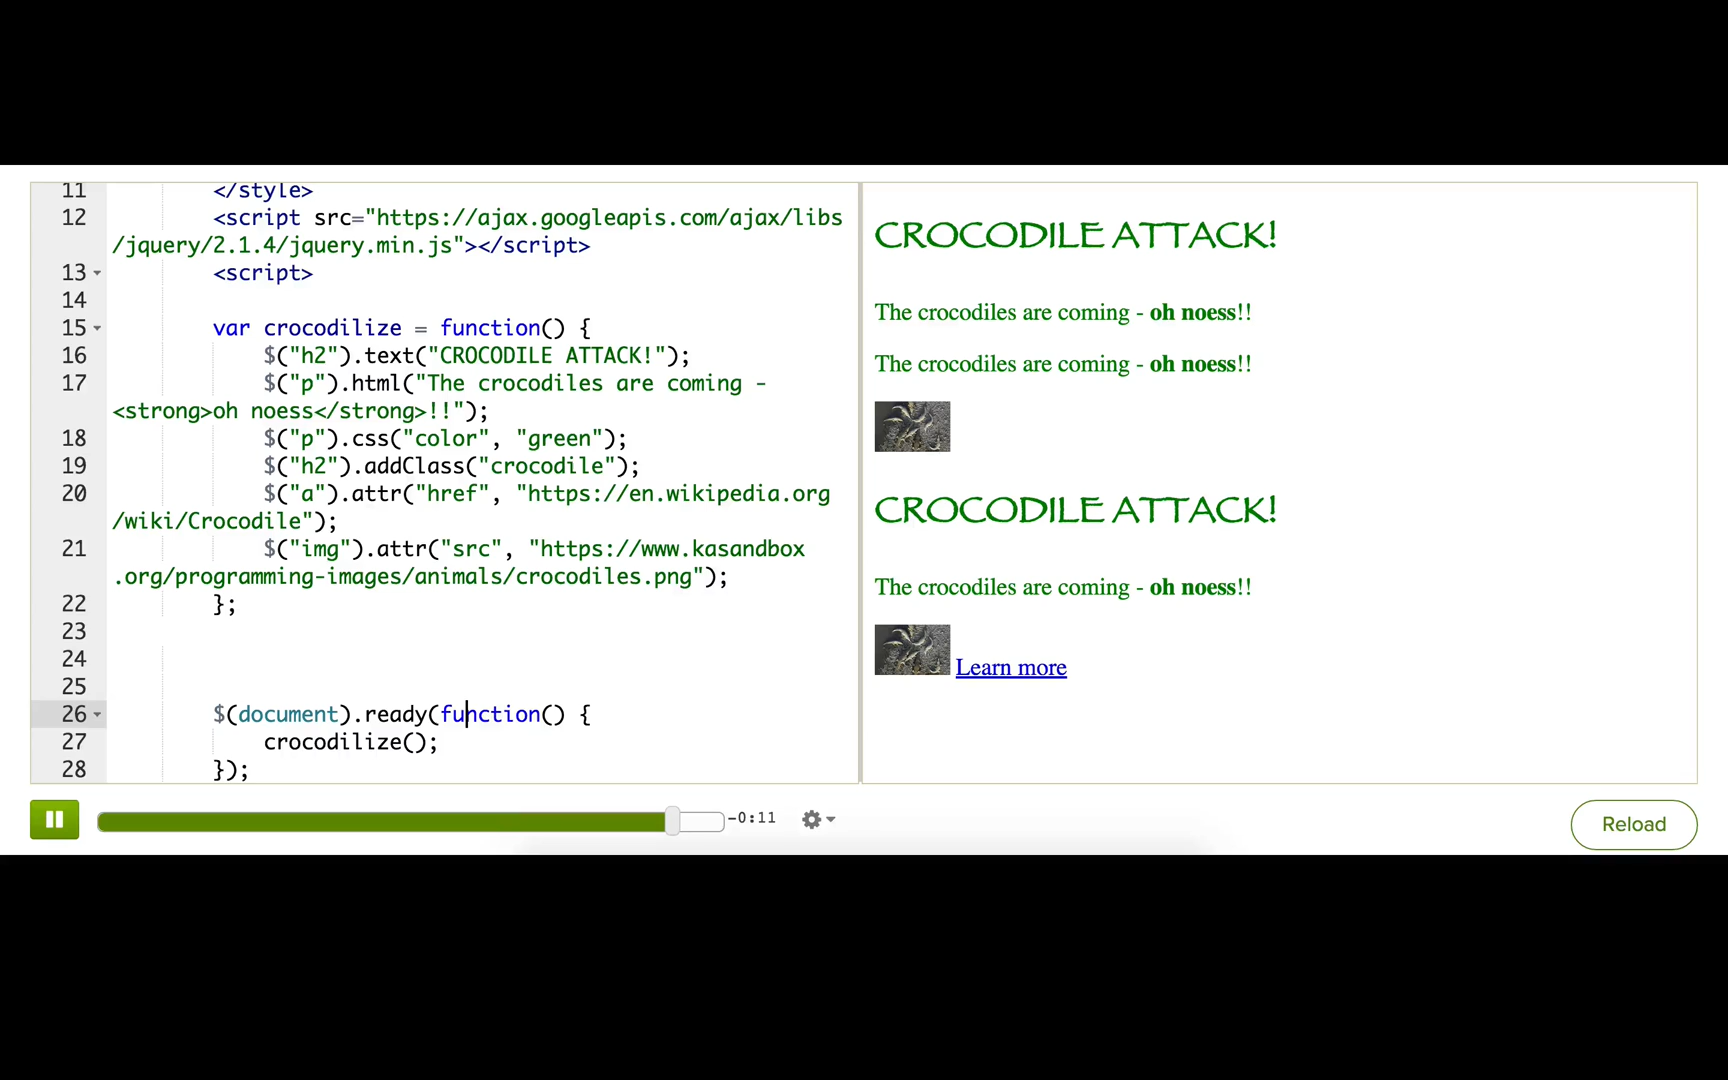 11 </style>
12 <script src="https://ajax.googleapis.com/ajax/libs
/jquery/2.1.4/jquery.min.js"></script>
13 <script>
14
15 var crocodilize = function() {
16 $("h2").text("CROCODILE ATTACK!");
17 $("p").html("The crocodiles are coming -
<strong>oh noess</strong>!!");
18 $("p").css("color", "green");
19 $("h2").addClass("crocodile");
20 $("a").attr("href", "https://en.wikipedia.org
/wiki/Crocodile");
21 $("img").attr("src", "https://www.kasandbox
.org/programming-images/animals/crocodiles.png");
22 };
23
24
25
26 $(document).ready(function() {
27 crocodilize();
28 });
CROCODILE ATTACK!
The crocodiles are coming - oh noess!!
The crocodiles are coming - oh noess!!
CROCODILE ATTACK!
The crocodiles are coming - oh noess!!
Learn more
-0:11
Reload